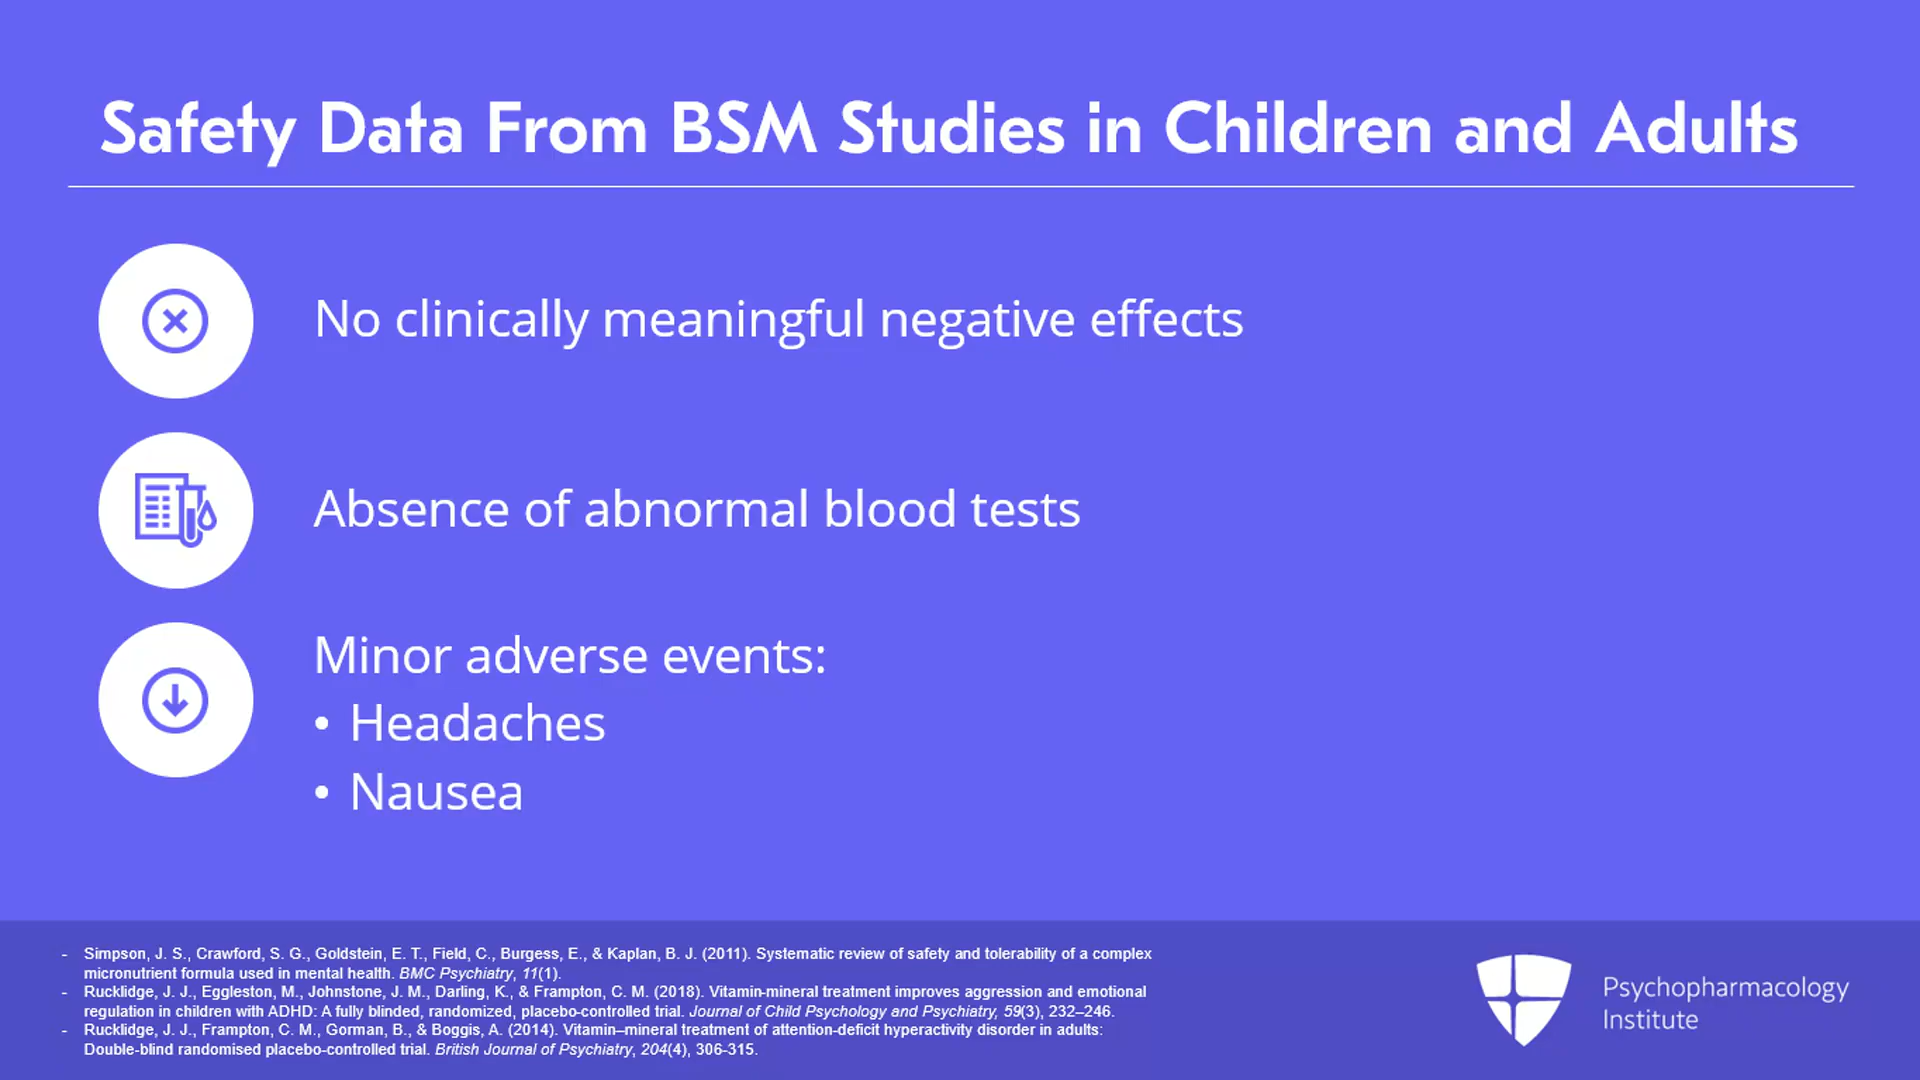 Safety Data From BSM Studies in Children and Adults
No clinically meaningful negative effects
Absence of abnormal blood tests
Minor adverse events:
• Headaches
• Nausea
- Simpson, J. S., Crawford, S. G., Goldstein, E. T., Field, C., Burgess, E., & Kaplan, B. J. (2011). Systematic review of safety and tolerability of a complex
micronutrient formula used in mental health. BMC Psychiatry, 11(1).
- Rucklidge, J. J., Eggleston, M., Johnstone, J. M., Darling, K., & Frampton, C. M. (2018). Vitamin-mineral treatment improves aggression and emotional
regulation in children with ADHD: A fully blinded, randomized, placebo-controlled trial. Journal of Child Psychology and Psychiatry, 59(3), 232–246.
- Rucklidge, J. J., Frampton, C. M., Gorman, B., & Boggis, A. (2014). Vitamin–mineral treatment of attention-deficit hyperactivity disorder in adults:
Double-blind randomised placebo-controlled trial. British Journal of Psychiatry, 204(4), 306-315.
Psychopharmacology
Institute